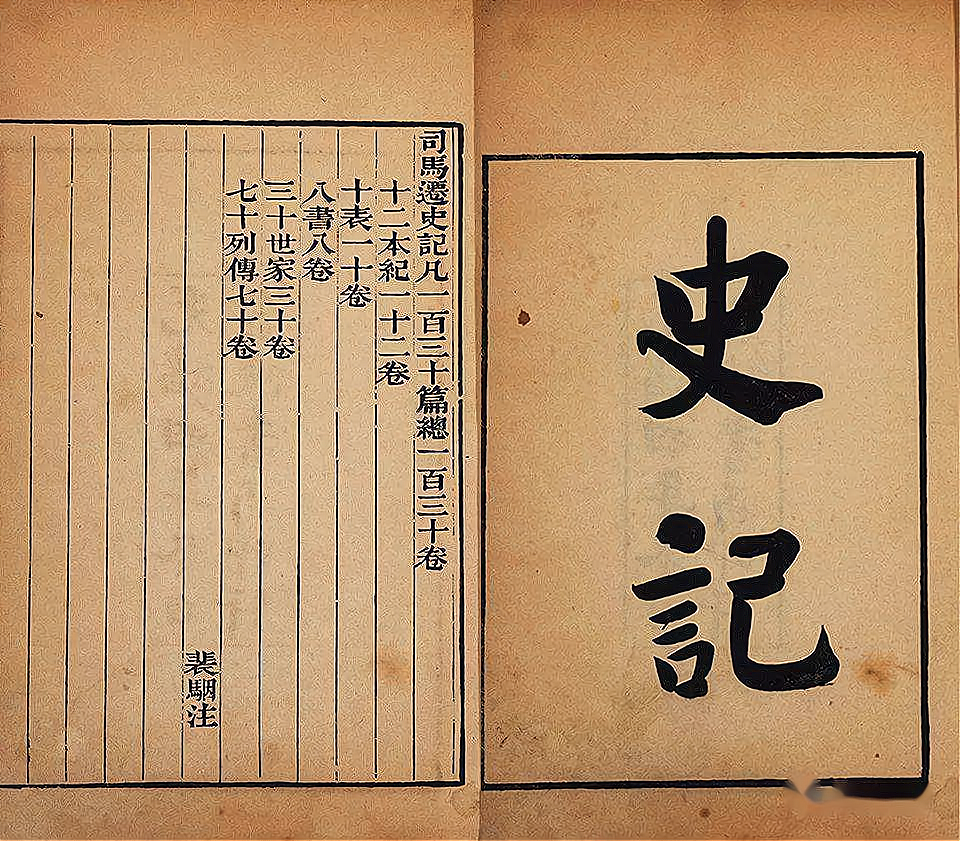 史記
司馬遷史記凡一百三十篇總一百三十卷
十二本紀一十二卷
十表一十卷
八書八卷
三十世家三十卷
七十列傳七十卷
裴駰注